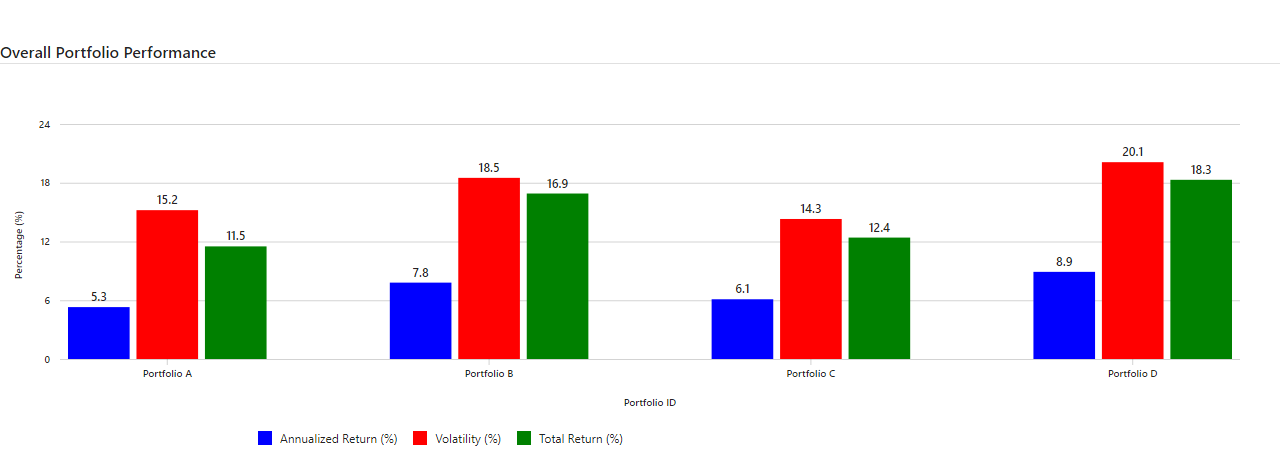 Overall Portfolio Performance
24
18
12
6
0
Percentage (%)
5.3
15.2
11.5
7.8
18.5
16.9
6.1
14.3
12.4
8.9
20.1
18.3
Portfolio A
Portfolio B
Portfolio C
Portfolio D
Portfolio ID
Annualized Return (%)
Volatility (%)
Total Return (%)